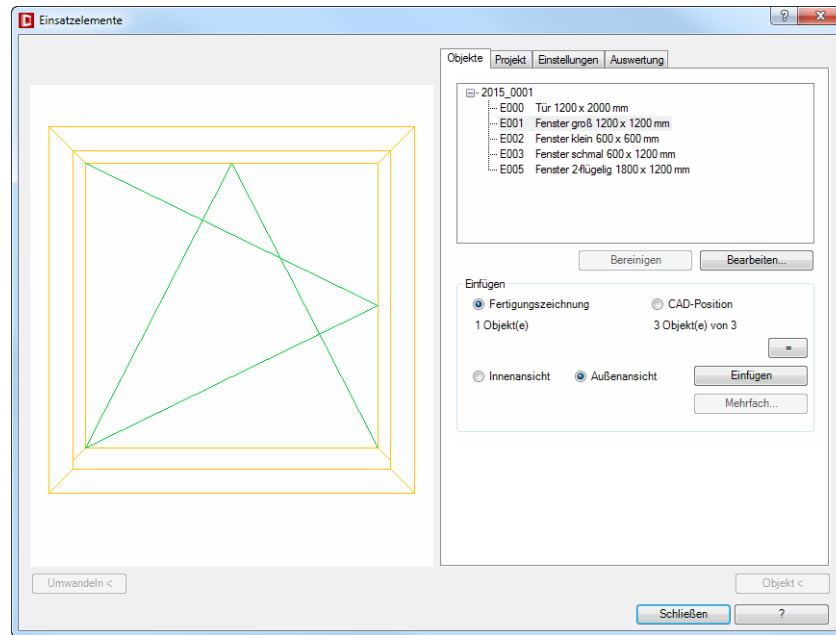 Einsatzelemente
?
Objekte Projekt Einstellungen Auswertung
2015_0001
E000 Tür 1200 x 2000 mm
E001 Fenster groß 1200 x 1200 mm
E002 Fenster klein 600 x 600 mm
E003 Fenster schmal 600 x 1200 mm
E005 Fenster 2-flügelig 1800 x 1200 mm
Bereinigen Bearbeiten...
Einfügen
Fertigungszeichnung CAD-Position
1 Objekt(e) 3 Objekt(e) von 3
=
Innenansicht Außenansicht Einfügen
Mehrfach...
Umwandeln < Objekt <
Schließen ?